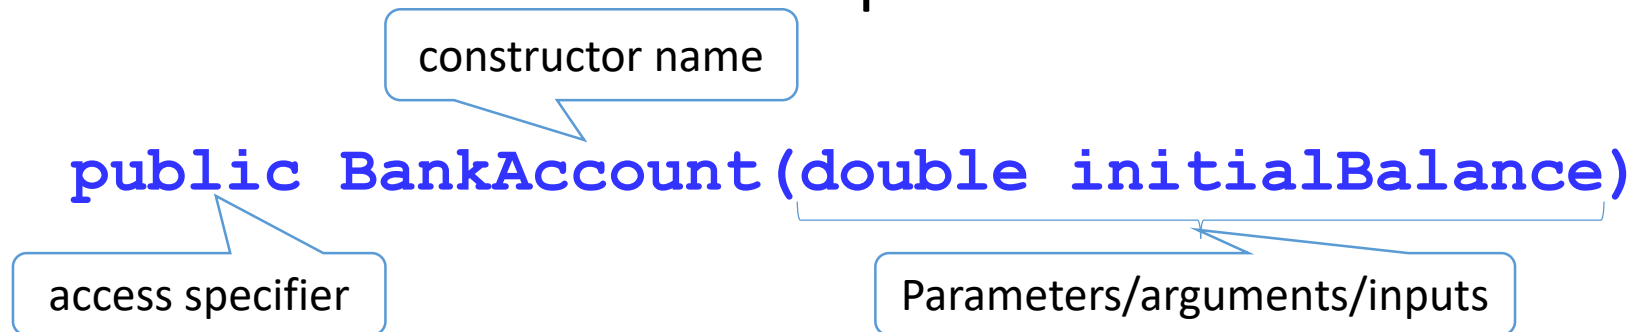 constructor name
public BankAccount(double initialBalance)
access specifier
Parameters/arguments/inputs